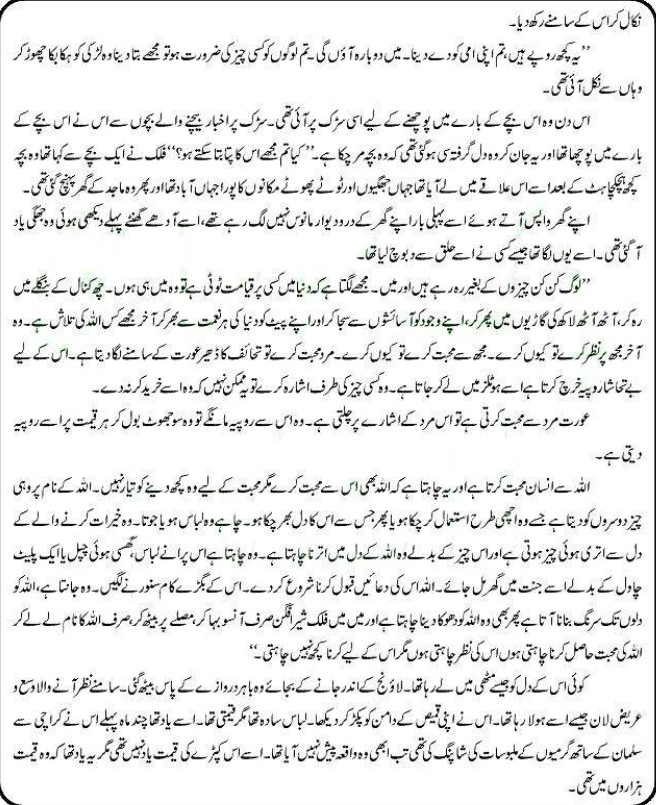 نکال کر اس کے سامنے رکھ دیا۔
’’یہ کچھ روپے ہیں، تم اپنی امی کو دے دینا۔ میں دوبارہ آؤں گی۔ تم لوگوں کو کسی چیز کی ضرورت ہو تو مجھے بتا دینا وہ لڑکی کو ہکا بکا چھوڑ کر
وہاں سے نکل آئی تھی۔
اس دن وہ اس بچے کے بارے میں پوچھنے کے لیے اسی سڑک پر آئی تھی۔ سڑک پر اخبار بیچنے والے بچوں سے اس نے اس بچے کے
بارے میں پوچھا تھا اور یہ جان کر وہ دل گرفتہ سی ہو گئی تھی کہ وہ بچہ مر چکا ہے۔ ’’کیا تم مجھے اس کا پتا بتا سکتے ہو؟‘‘ فلک نے ایک بچے سے کہا تھا وہ بچہ
کچھ ہچکچاہٹ کے بعد اسے اس علاقے میں لے آیا تھا جہاں جھگیوں اور ٹوٹے پھوٹے مکانوں کا پورا جہاں آباد تھا اور پھر وہ ماجد کے گھر پہنچ گئی تھی۔
اپنے گھر واپس آتے ہوئے اسے پہلی بار اپنے گھر کے در و دیوار مانوس نہیں لگ رہے تھے، اسے آدھے گھنٹے پہلے دیکھی ہوئی وہ جھگی یاد
آ گئی تھی۔ اسے یوں لگا تھا جیسے کسی نے اسے حلق سے دبوچ لیا تھا۔
’’لوگ کن کن چیزوں کے بغیر رہ رہے ہیں اور میں۔ مجھے لگتا ہے کہ دنیا میں کسی پر قیامت ٹوٹی ہے تو وہ میں ہی ہوں۔ چھ کنال کے بنگلے میں
رہ کر، آٹھ آٹھ لاکھ کی گاڑیوں میں پھر کر، اپنے وجود کو آسائشوں سے سجا کر اور اپنے پیٹ کو دنیا کی ہر نعمت سے بھر کر آخر مجھے کس اللہ کی تلاش ہے۔ وہ
آخر مجھ پر نظر کرے تو کیوں کرے۔ مجھ سے محبت کرے تو کیوں کرے۔ مرد محبت کرے تو تحائف کا ڈھیر عورت کے سامنے لگا دیتا ہے۔ اس کے لیے
بے تحاشا روپیہ خرچ کرتا ہے اسے ہوٹلز میں لے کر جاتا ہے۔ وہ کسی چیز کی طرف اشارہ کرے تو یہ ممکن نہیں کہ وہ اسے خرید کر نہ دے۔
عورت مرد سے محبت کرتی ہے تو اس مرد کے اشارے پر چلتی ہے۔ وہ اس سے روپیہ مانگے تو وہ سو جھوٹ بول کر ہر قیمت پر اسے روپیہ
دیتی ہے۔
اللہ سے انسان محبت کرتا ہے اور یہ چاہتا ہے کہ اللہ بھی اس سے محبت کرے مگر محبت کے لیے وہ کچھ دینے کو تیار نہیں۔ اللہ کے نام پر وہی
چیز دوسروں کو دیتا ہے جسے وہ اچھی طرح استعمال کر چکا ہو یا پھر جس سے اس کا دل بھر چکا ہو۔ چاہے وہ لباس ہو یا جوتا۔ وہ خیرات کرنے والے کے
دل سے اتری ہوئی چیز ہوتی ہے اور اس چیز کے بدلے وہ اللہ کے دل میں اترنا چاہتا ہے۔ وہ چاہتا ہے اس پرانے لباس، گھسی ہوئی چپل یا ایک پلیٹ
چاول کے بدلے اسے جنت میں گھر مل جائے۔ اللہ اس کی دعائیں قبول کرنا شروع کر دے۔ اس کے بگڑے کام سنورنے لگیں۔ وہ جانتا ہے، اللہ کو
دلوں تک سرنگ بنانا آتا ہے پھر بھی وہ اللہ کو دھوکا دینا چاہتا ہے اور میں میں فلک شیر افگن صرف آنسو بہا کر، مصلے پر بیٹھ کر، صرف اللہ کا نام لے لے کر
اللہ کی محبت حاصل کرنا چاہتی ہوں اس کی نظر چاہتی ہوں مگر اس کے لیے کرنا کچھ نہیں چاہتی۔‘‘
کوئی اس کے دل کو جیسے مٹھی میں لے رہا تھا۔ لاؤنج کے اندر جانے کے بجائے وہ باہر دروازے کے پاس بیٹھ گئی۔ سامنے نظر آنے والا وسیع و
عریض لان جیسے اسے ہولا رہا تھا۔ اس نے اپنی قمیص کے دامن کو پکڑ کر دیکھا۔ لباس سادہ تھا مگر قیمتی تھا۔ اسے یاد تھا چند ماہ پہلے اس نے کراچی سے
سلمان کے ساتھ گرمیوں کے ملبوسات کی شاپنگ کی تھی تب ابھی وہ واقعہ پیش نہیں آیا تھا۔ اسے اس کپڑے کی قیمت یاد نہیں تھی مگر یہ یاد تھا کہ وہ قیمت
ہزاروں میں تھی۔